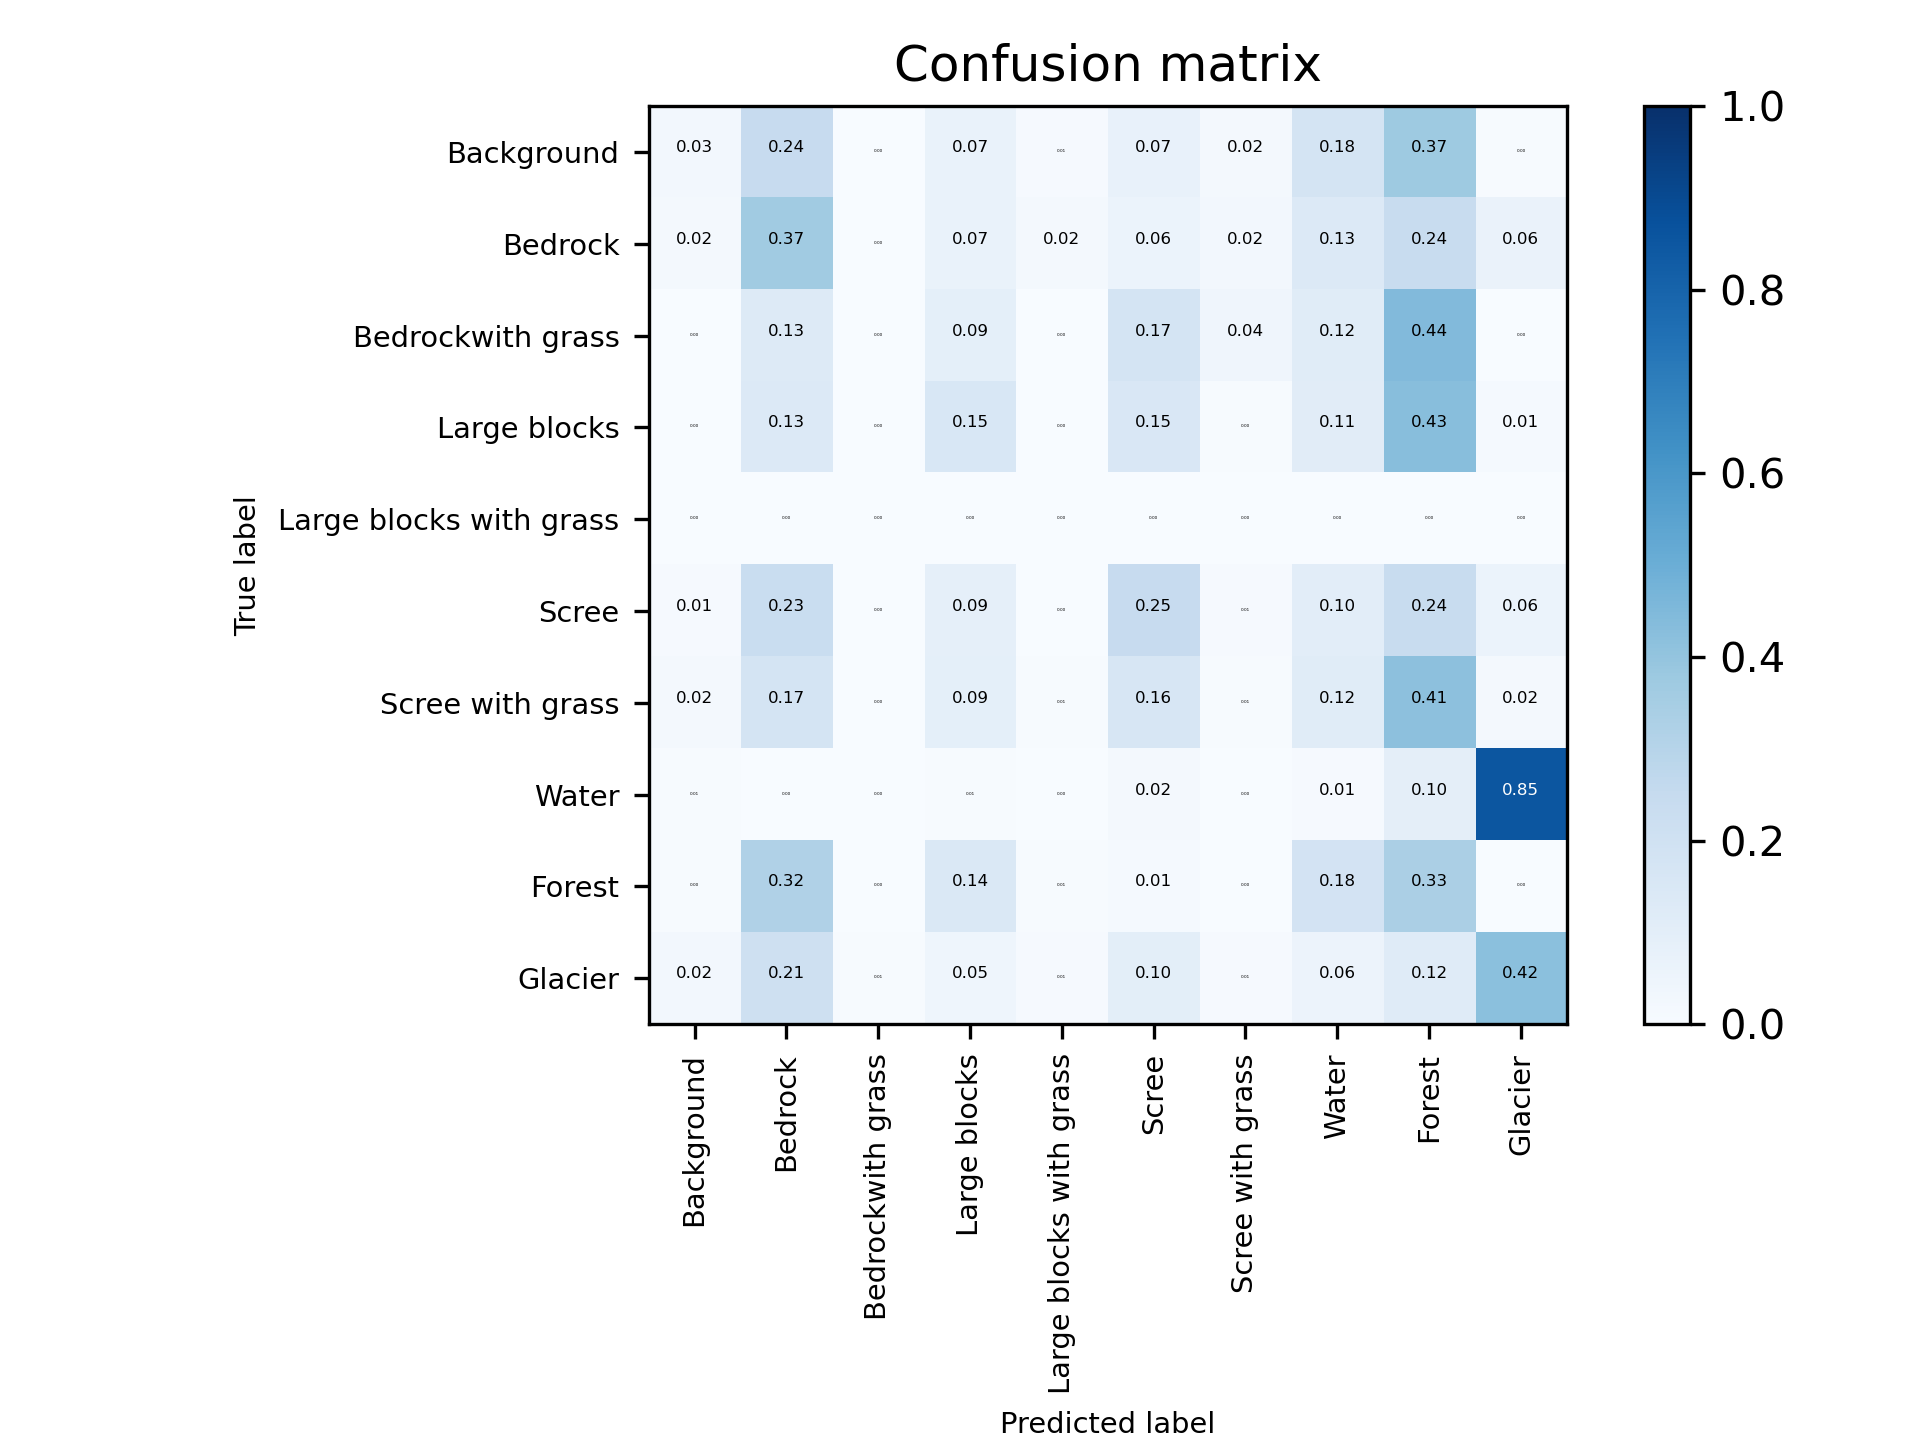 Confusion matrix
Background 0.03 0.24 0.07 0.07 0.02 0.18 0.37
Bedrock 0.02 0.37 0.07 0.02 0.06 0.02 0.13 0.24 0.06
Bedrockwith grass 0.13 0.09 0.17 0.04 0.12 0.44
Large blocks 0.13 0.15 0.15 0.11 0.43 0.01
Large blocks with grass
Scree 0.01 0.23 0.09 0.25 0.10 0.24 0.06
Scree with grass 0.02 0.17 0.09 0.16 0.12 0.41 0.02
Water 0.02 0.01 0.10 0.85
Forest 0.32 0.14 0.01 0.18 0.33
Glacier 0.02 0.21 0.05 0.10 0.06 0.12 0.42
True label
Background
Bedrock
Bedrockwith grass
Large blocks
Large blocks with grass
Scree
Scree with grass
Water
Forest
Glacier
Predicted label
1.0
0.8
0.6
0.4
0.2
0.0